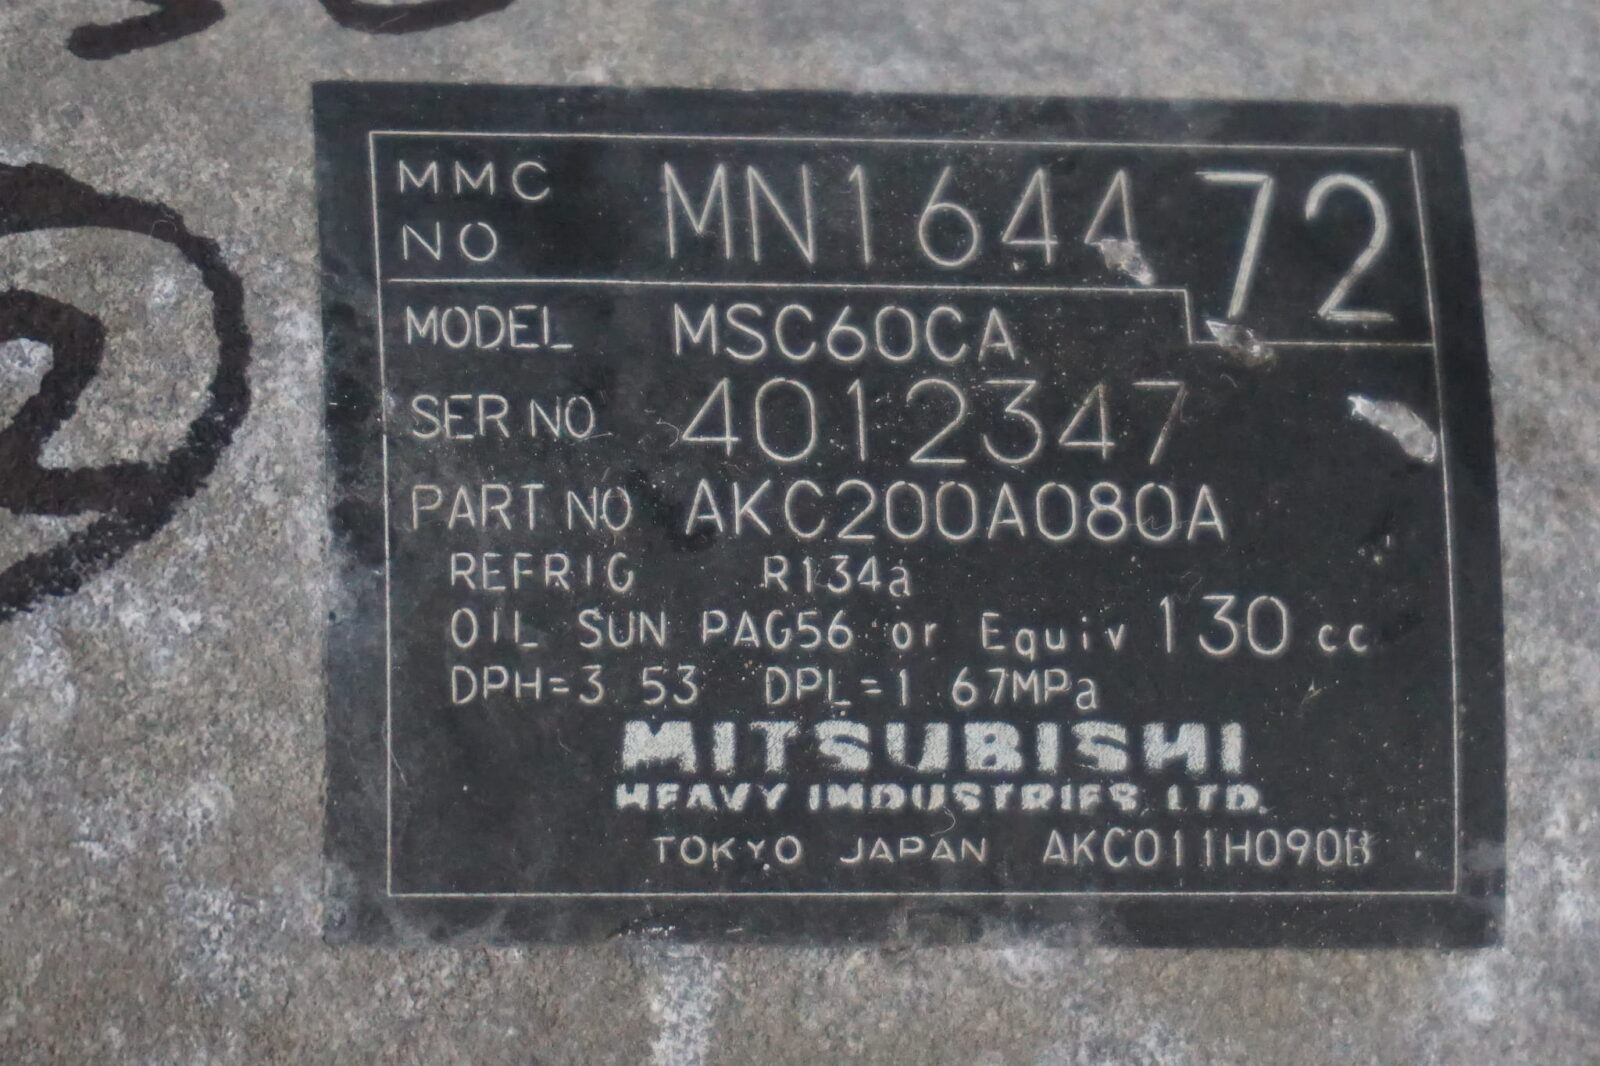 MMC NO MN164472
MODEL MSC60CA
SER NO 4012347
PART NO AKC200A080A
REFRIG R134a
OIL SUN PAG56 or Equiv 130 cc
DPH=3 53 DPL=1 67MPa
MITSUBISHI
HEAVY INDUSTRIES, LTD.
TOKYO JAPAN AKC011H090B